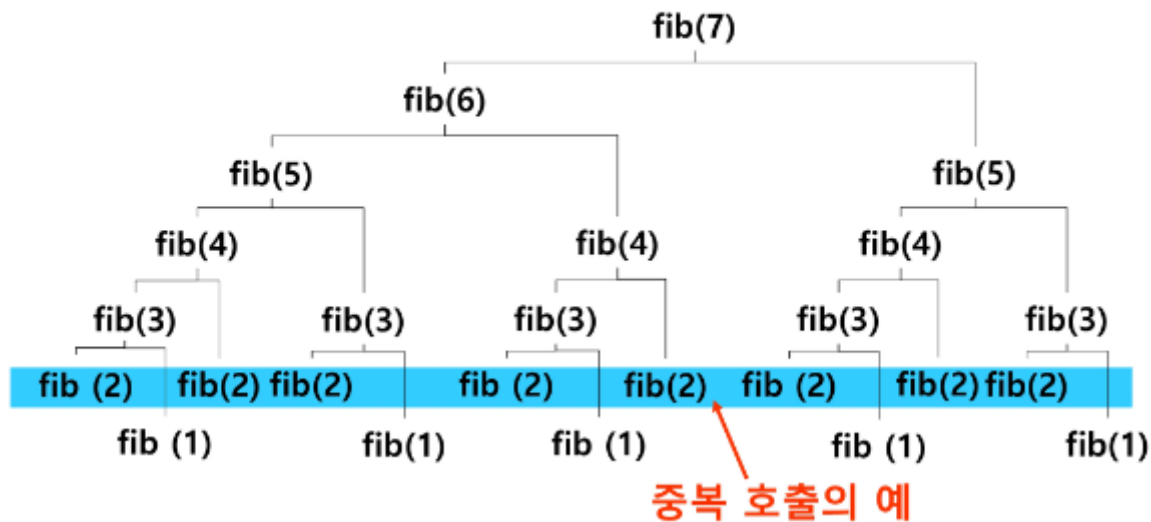 fib(7)
fib(6)
fib(5) fib(5)
fib(4) fib(4) fib(4)
fib(3) fib(3) fib(3) fib(3) fib(3)
fib (2) fib(2) fib(2) fib (2) fib(2) fib (2) fib(2) fib(2)
fib (1) fib(1) fib (1) fib (1) fib(1)
중복 호출의 예